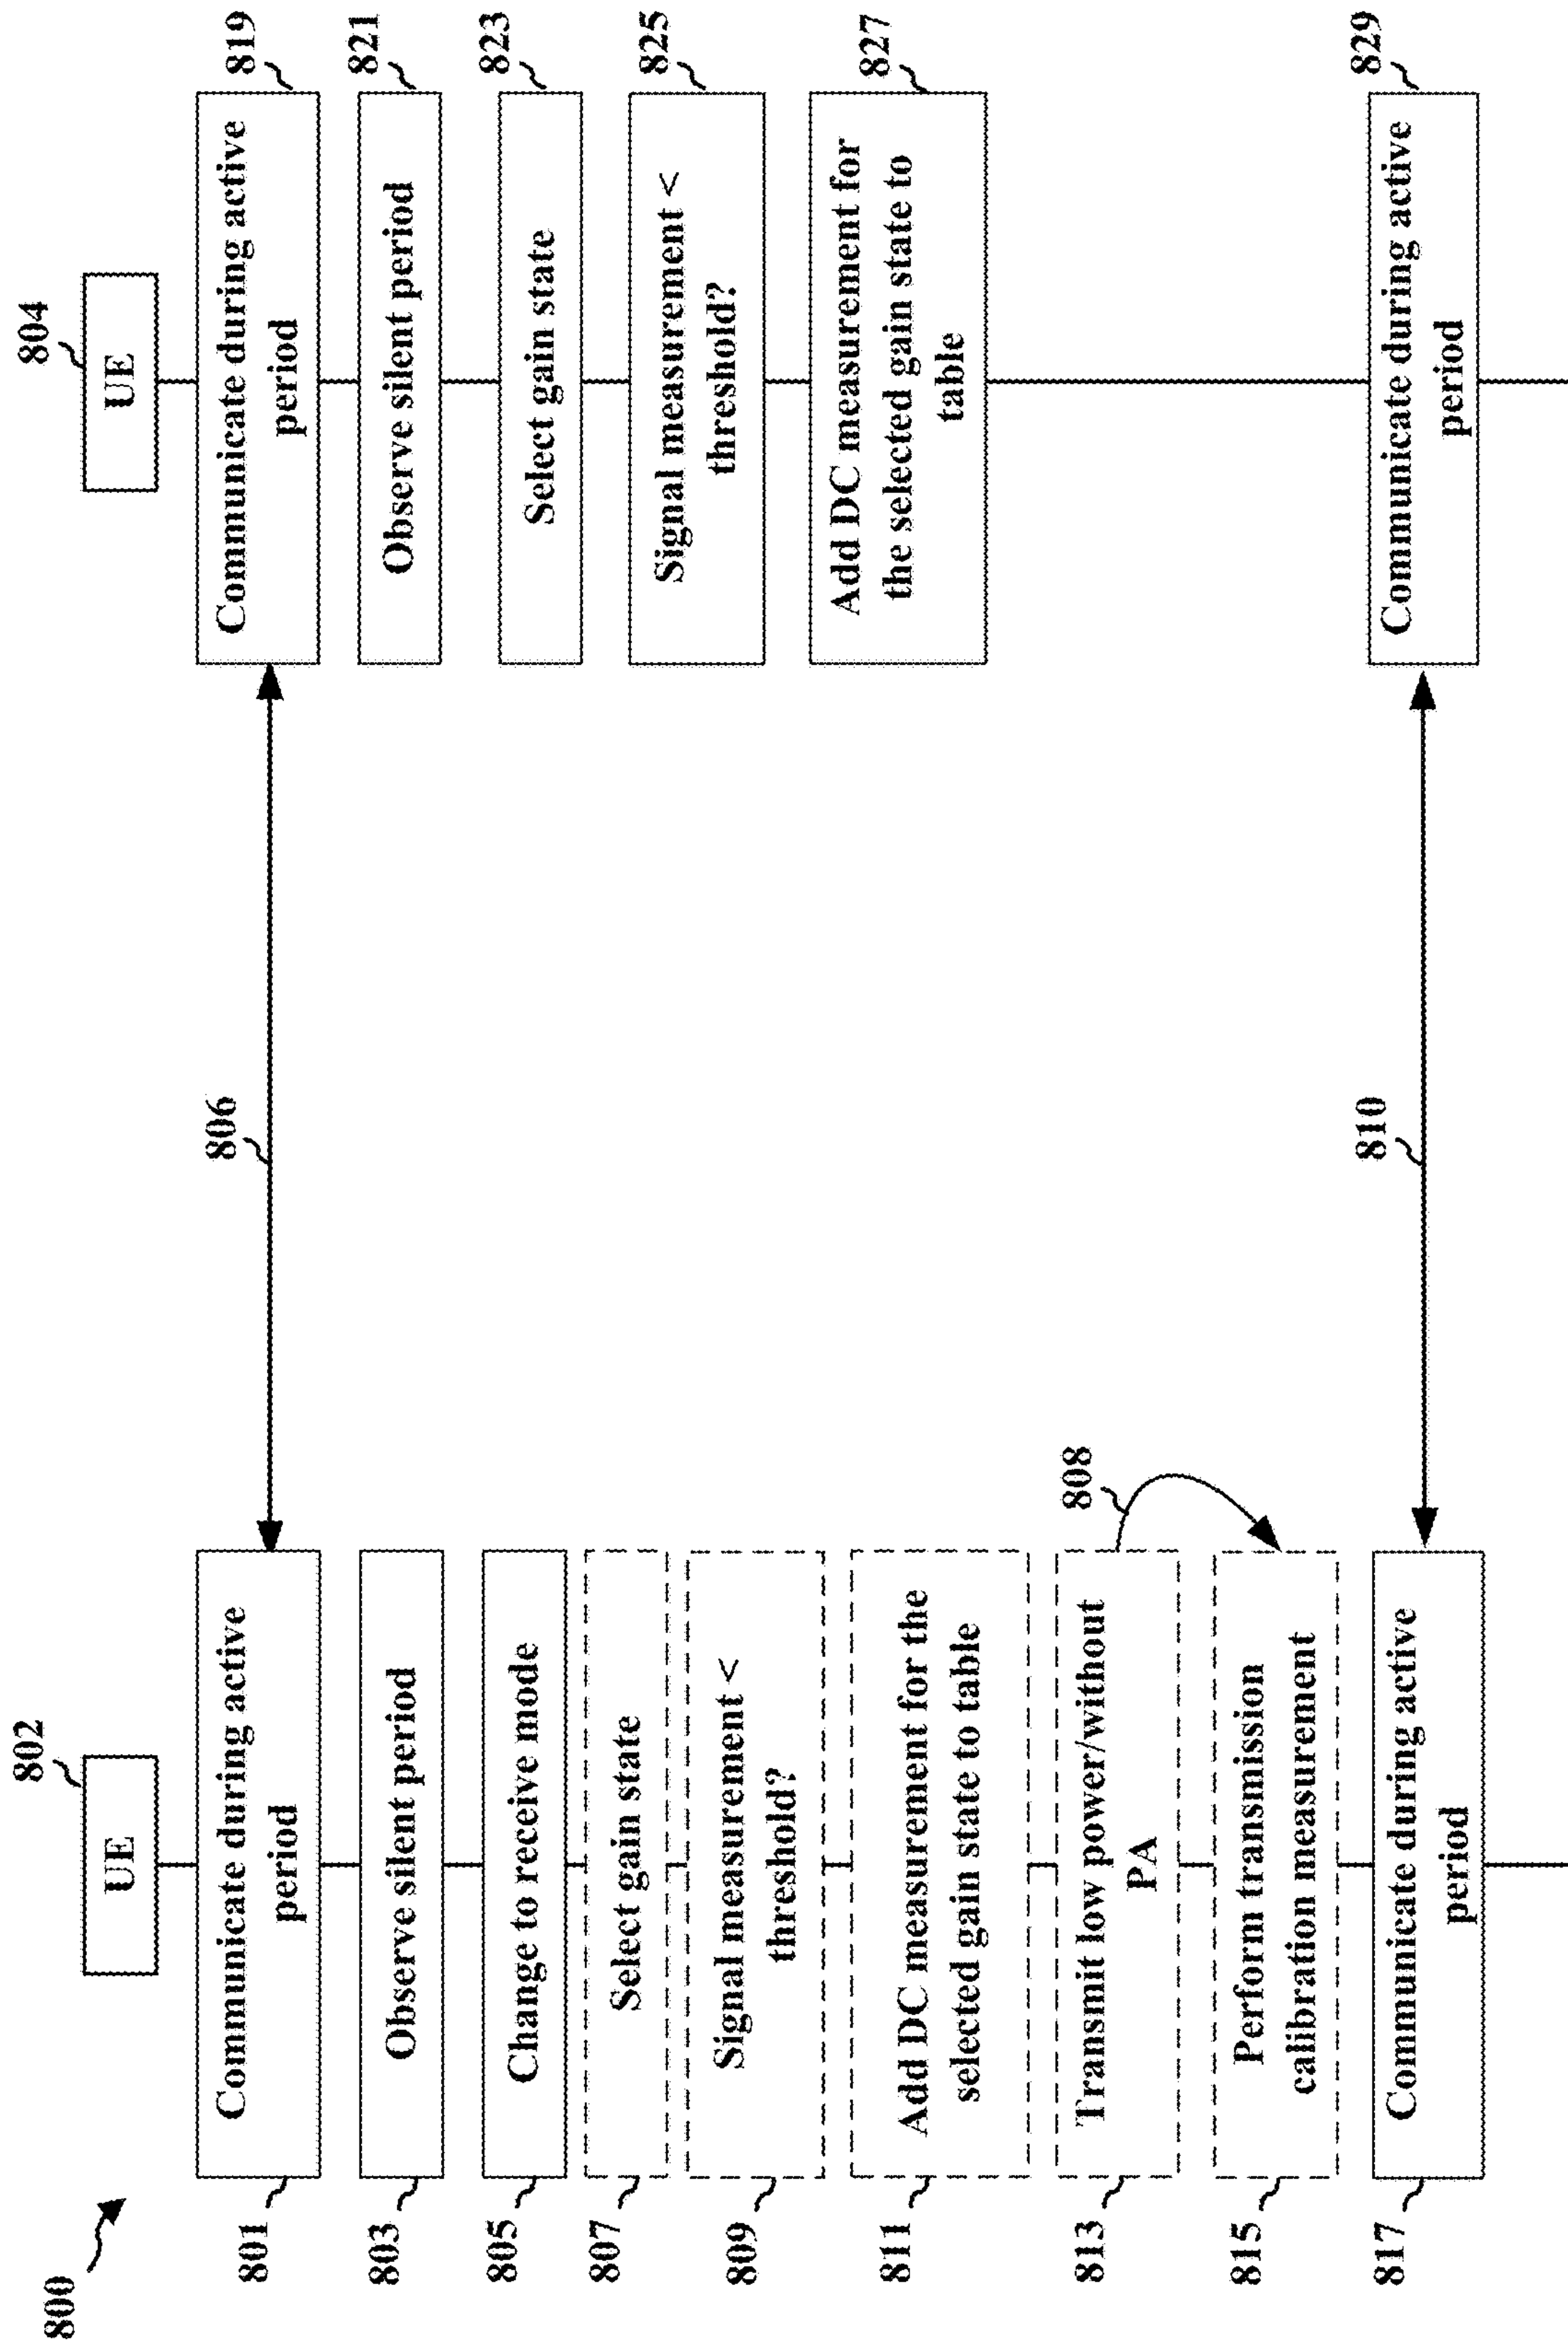 800
802
UE
804
UE
801
Communicate during active
period
806
Communicate during active
period
819
803
Observe silent period
Observe silent period
821
805
Change to receive mode
Select gain state
823
807
Select gain state
Signal measurement <
threshold?
825
809
Signal measurement <
threshold?
Add DC measurement for
the selected gain state to
table
827
811
Add DC measurement for the
selected gain state to table
813
Transmit low power/without
PA
808
815
Perform transmission
calibration measurement
817
Communicate during active
period
810
Communicate during active
period
829